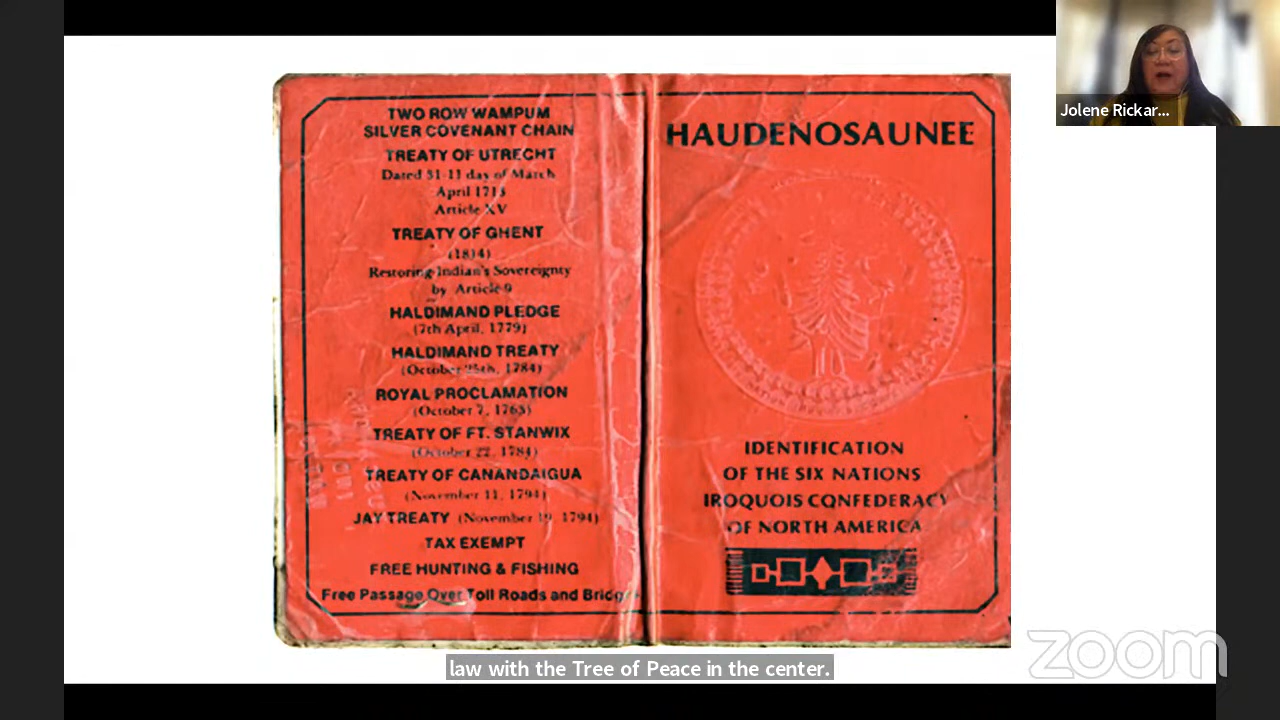 TWO ROW WAMPUM
SILVER COVENANT CHAIN
TREATY OF UTRECHT
Dated 31-11 day of March
April 1713
Article XV
TREATY OF GHENT
(1814)
Restoring Indian's Sovereignty
by Article 9
HALDIMAND PLEDGE
(7th April, 1779)
HALDIMAND TREATY
(October 25th, 1784)
ROYAL PROCLAMATION
(October 7, 1763)
TREATY OF FT. STANWIX
(October 22, 1784)
TREATY OF CANANDAIGUA
(November 11, 1794)
JAY TREATY (November 19, 1794)
TAX EXEMPT
FREE HUNTING & FISHING
Free Passage Over Toll Roads and Bridg
HAUDENOSAUNEE
IDENTIFICATION
OF THE SIX NATIONS
IROQUOIS CONFEDERACY
OF NORTH AMERICA
Jolene Rickar...
law with the Tree of Peace in the center.
zoom